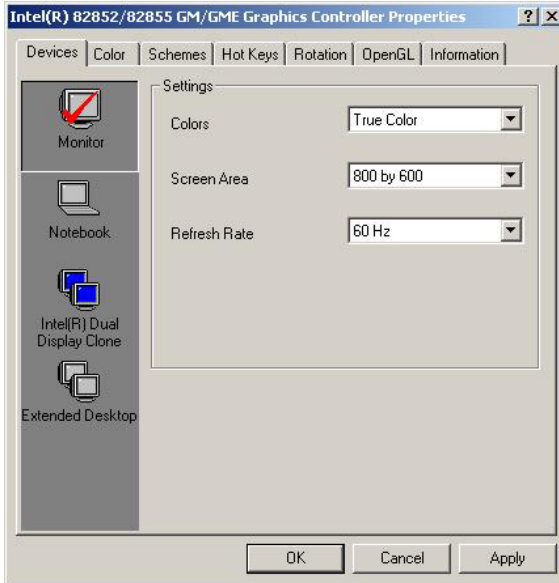 Intel(R) 82852/82855 GM/GME Graphics Controller Properties
Devices Color Schemes Hot Keys Rotation OpenGL Information
Monitor
Notebook
Intel(R) Dual
Display Clone
Extended Desktop
Settings
Colors True Color
Screen Area 800 by 600
Refresh Rate 60 Hz
OK Cancel Apply